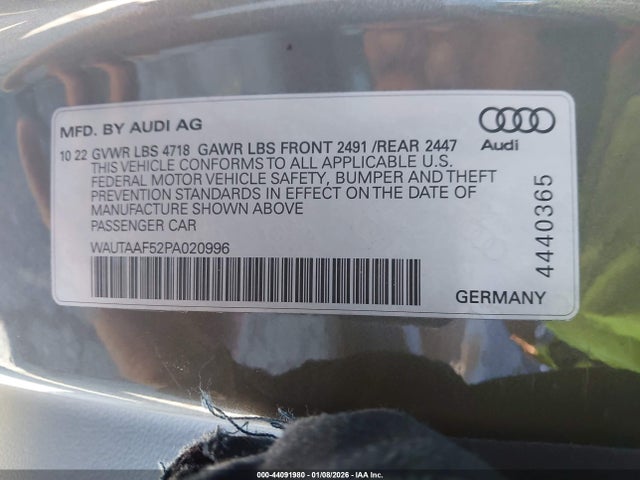 MFD. BY AUDI AG
Audi
10 22 GVWR LBS 4718 GAWR LBS FRONT 2491 /REAR 2447
THIS VEHICLE CONFORMS TO ALL APPLICABLE U.S.
FEDERAL MOTOR VEHICLE SAFETY, BUMPER AND THEFT
PREVENTION STANDARDS IN EFFECT ON THE DATE OF
MANUFACTURE SHOWN ABOVE
PASSENGER CAR
WAUTAAF52PA020996
4440365
GERMANY
000-44091980 | 01/08/2026 | IAA Inc.